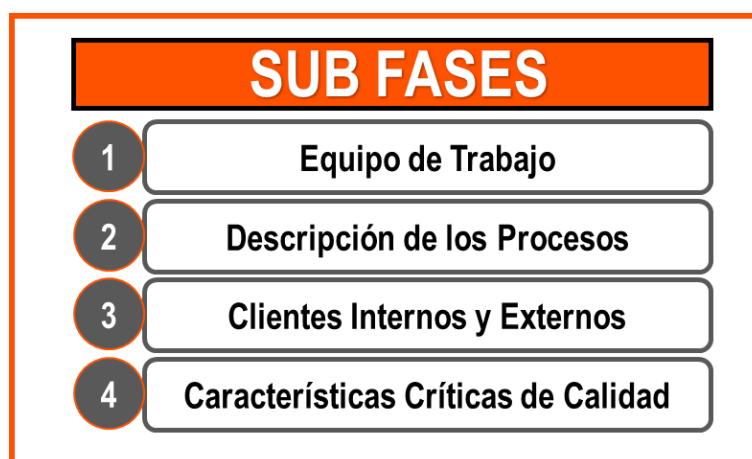 SUB FASES
1 Equipo de Trabajo
2 Descripción de los Procesos
3 Clientes Internos y Externos
4 Características Críticas de Calidad